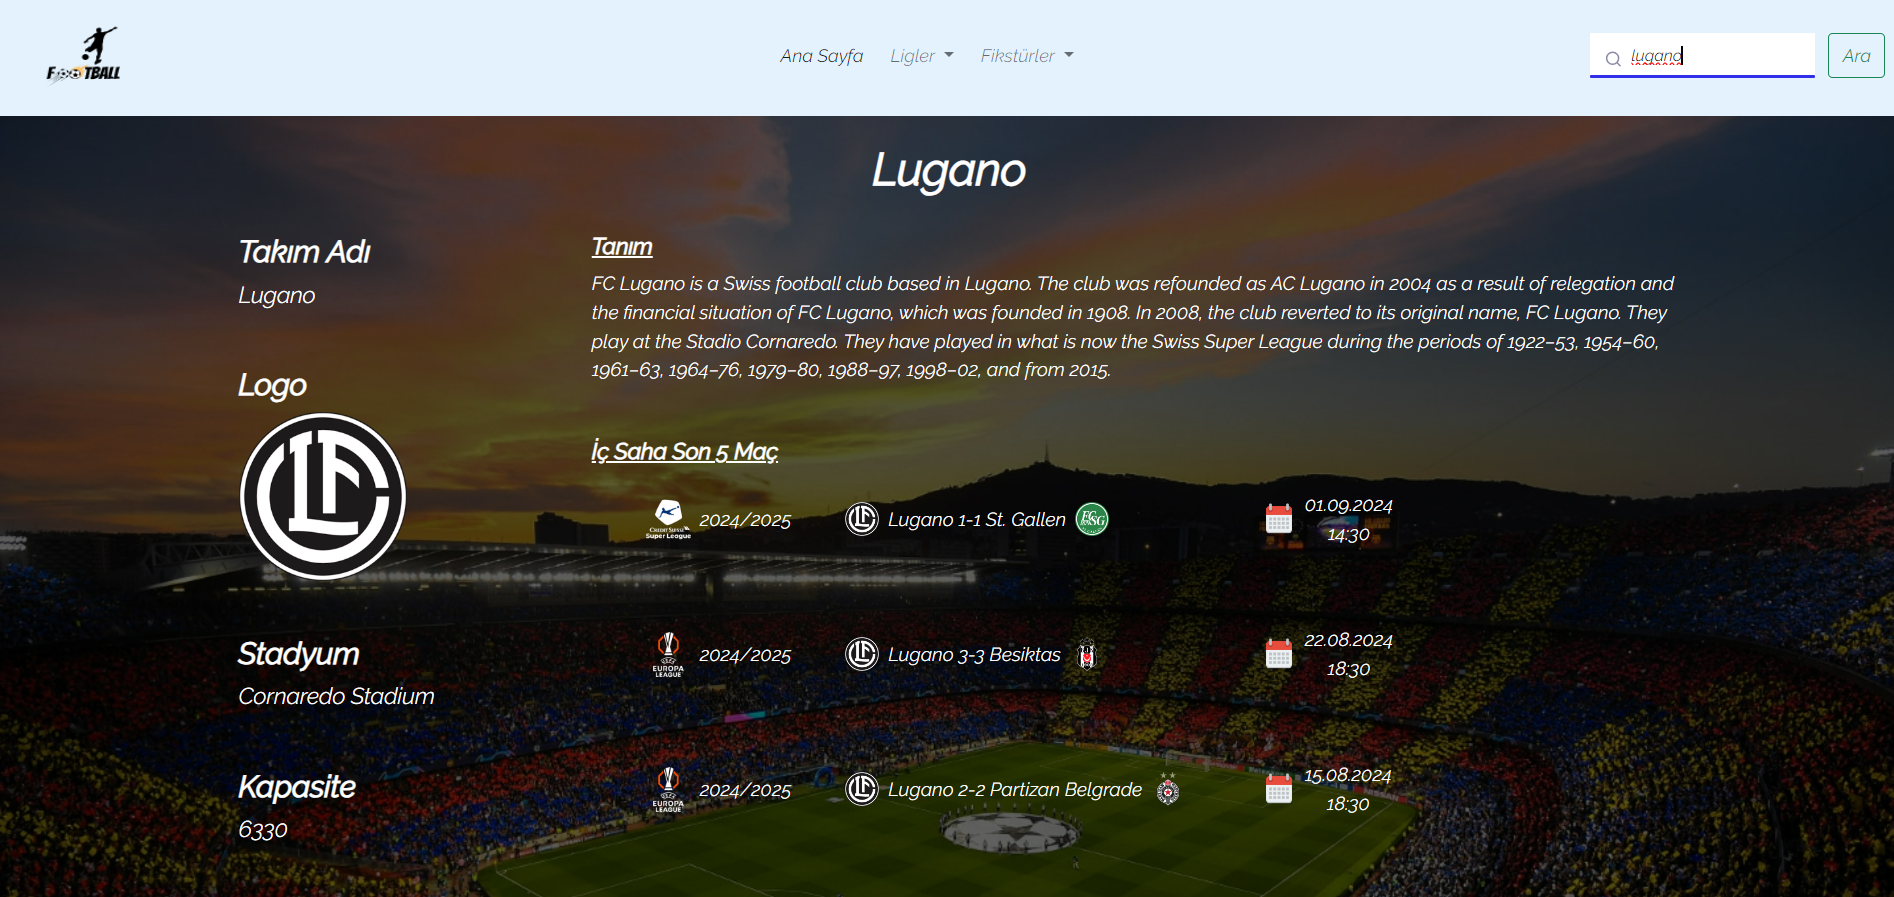 FOOTBALL
Ana Sayfa Ligler Fikstürler
lugano
Ara
Lugano
Takım Adı
Lugano
Logo
Stadyum
Cornaredo Stadium
Kapasite
6330
Tanım
FC Lugano is a Swiss football club based in Lugano. The club was refounded as AC Lugano in 2004 as a result of relegation and
the financial situation of FC Lugano, which was founded in 1908. In 2008, the club reverted to its original name, FC Lugano. They
play at the Stadio Cornaredo. They have played in what is now the Swiss Super League during the periods of 1922–53, 1954–60,
1961–63, 1964–76, 1979–80, 1988–97, 1998–02, and from 2015.
İç Saha Son 5 Maç
CREDIT SUISSE
Super League
2024/2025
Lugano 1-1 St. Gallen
FCSG
01.09.2024
14:30
UEFA
EUROPA
LEAGUE
2024/2025
Lugano 3-3 Besiktas
22.08.2024
18:30
UEFA
EUROPA
LEAGUE
2024/2025
Lugano 2-2 Partizan Belgrade
15.08.2024
18:30